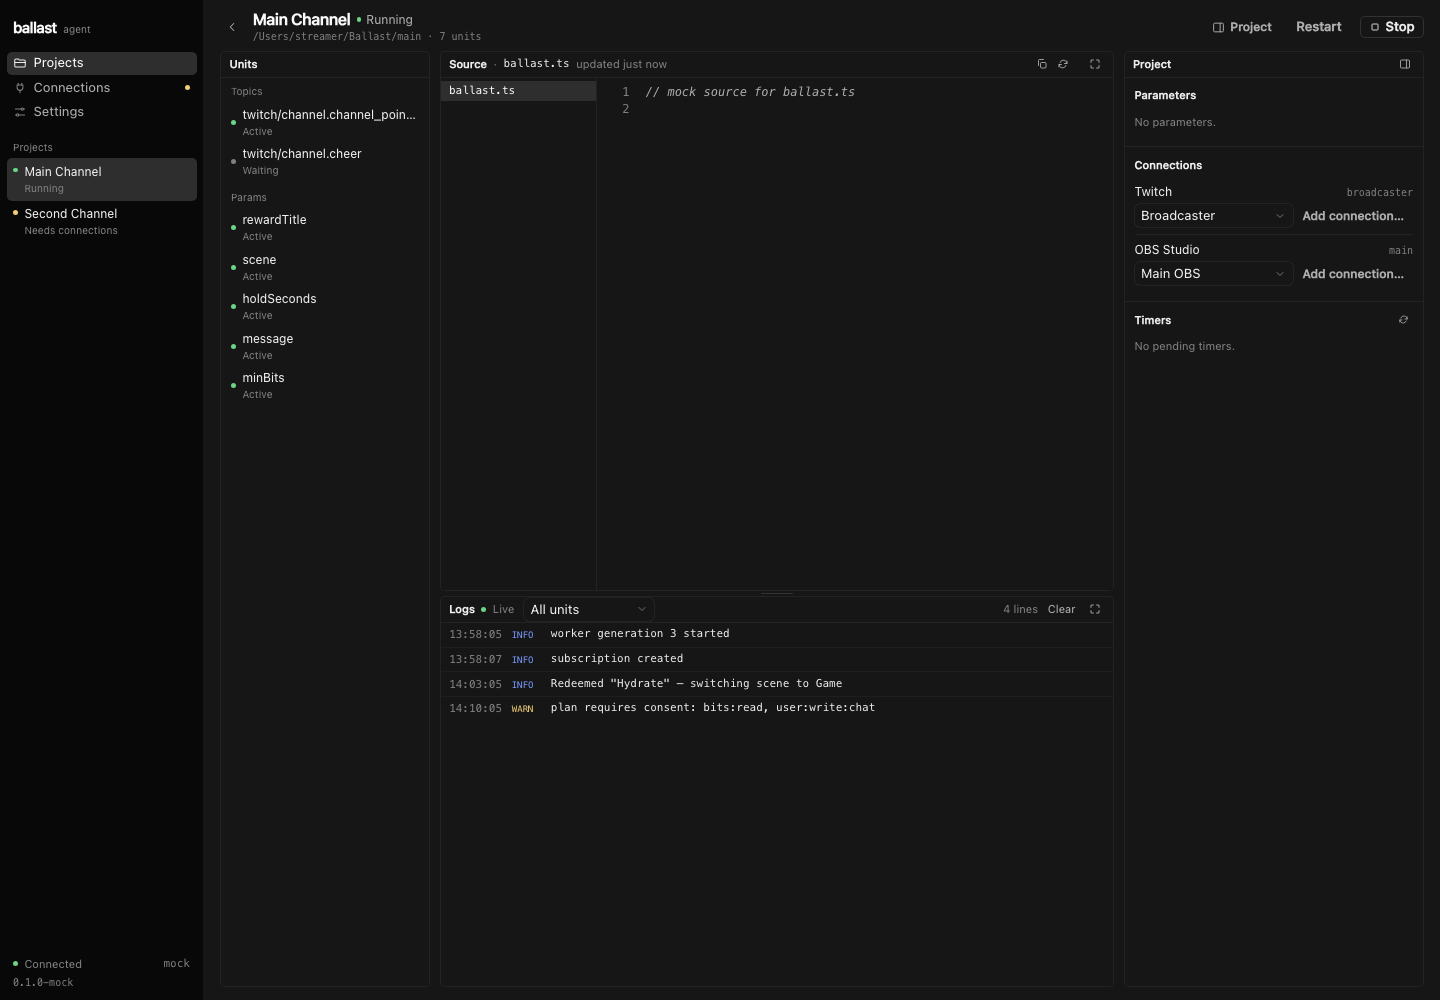 ballast agent
Projects
Connections
Settings
Projects
Main Channel
Running
Second Channel
Needs connections
Connected mock
0.1.0-mock
Main Channel Running
/Users/streamer/Ballast/main · 7 units
Project Restart Stop
Units
Topics
twitch/channel.channel_poin...
Active
twitch/channel.cheer
Waiting
Params
rewardTitle
Active
scene
Active
holdSeconds
Active
message
Active
minBits
Active
Source · ballast.ts updated just now
ballast.ts
1 // mock source for ballast.ts
2
Logs Live All units 4 lines Clear
13:58:05 INFO worker generation 3 started
13:58:07 INFO subscription created
14:03:05 INFO Redeemed "Hydrate" — switching scene to Game
14:10:05 WARN plan requires consent: bits:read, user:write:chat
Project
Parameters
No parameters.
Connections
Twitch broadcaster
Broadcaster Add connection...
OBS Studio main
Main OBS Add connection...
Timers
No pending timers.